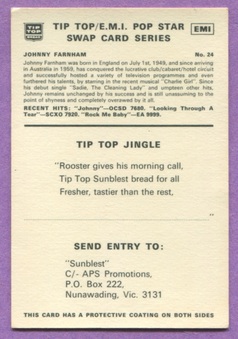 TIP TOP
TIP TOP/E.M.I. POP STAR
SWAP CARD SERIES
EMI
JOHNNY FARNHAM No. 24
Johnny Farnham was born in England on July 1st, 1949, and since arriving
in Australia in 1959, has conquered the lucrative club/cabaret/hotel circuit
and successfully hosted a variety of television programmes and even
entered films, by starring in the recent musical "Charlie Girl". Since
his debut single "Sadie, The Cleaning Lady" and umpteen other hits,
Johnny remains unchanged by his success and is still unassuming to the
point of shyness and completely overawed by it all.
RECENT HITS: "Johnny"—OCSD 7689. "Looking Through A
Tear"—SCXO 7920. "Rock Me Baby"—EA 9999.
TIP TOP JINGLE
"Rooster gives his morning call,
Tip Top Sunblest bread for all
Fresher, tastier than the rest,
"
SEND ENTRY TO:
"Sunblest"
C/- APS Promotions,
P.O. Box 222,
Nunawading, Vic. 3131
THIS CARD HAS A PROTECTIVE COATING ON BOTH SIDES